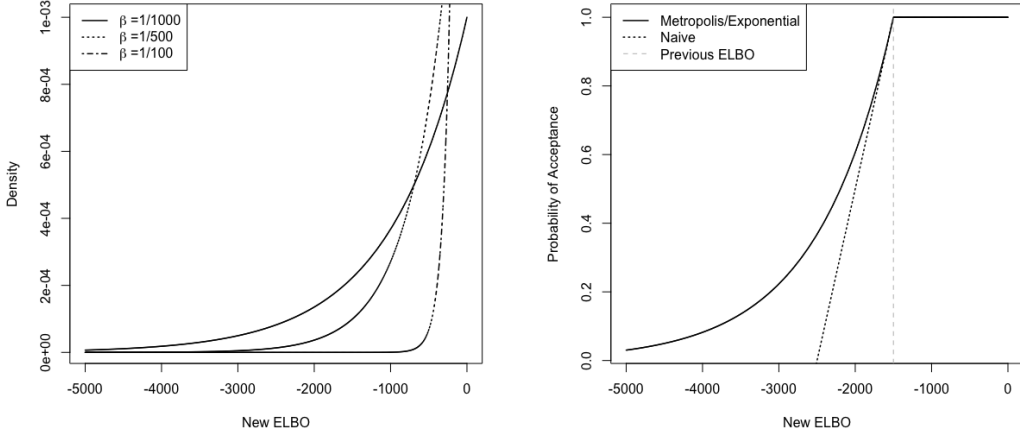 β =1/1000
β =1/500
β =1/100
Density
0e+00
2e-04
4e-04
6e-04
8e-04
1e-03
-5000 -4000 -3000 -2000 -1000 0
New ELBO
Metropolis/Exponential
Naive
Previous ELBO
Probability of Acceptance
0.0
0.2
0.4
0.6
0.8
1.0
-5000 -4000 -3000 -2000 -1000 0
New ELBO